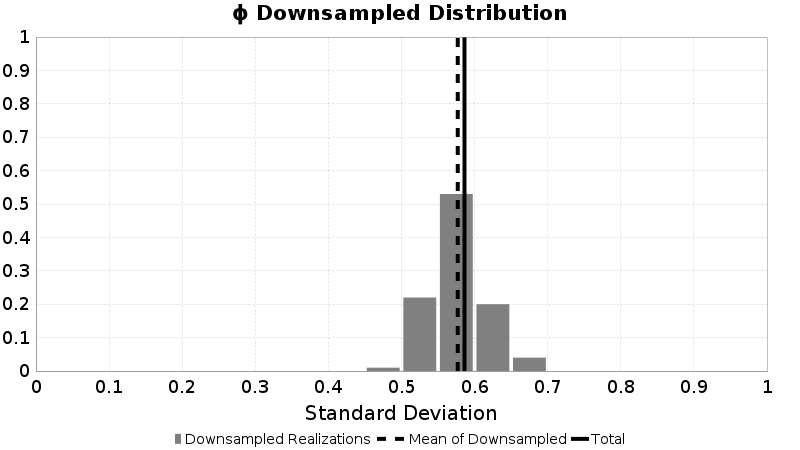 ϕ Downsampled Distribution
1
0.9
0.8
0.7
0.6
0.5
0.4
0.3
0.2
0.1
0
0 0.1 0.2 0.3 0.4 0.5 0.6 0.7 0.8 0.9 1
Standard Deviation
Downsampled Realizations Mean of Downsampled Total